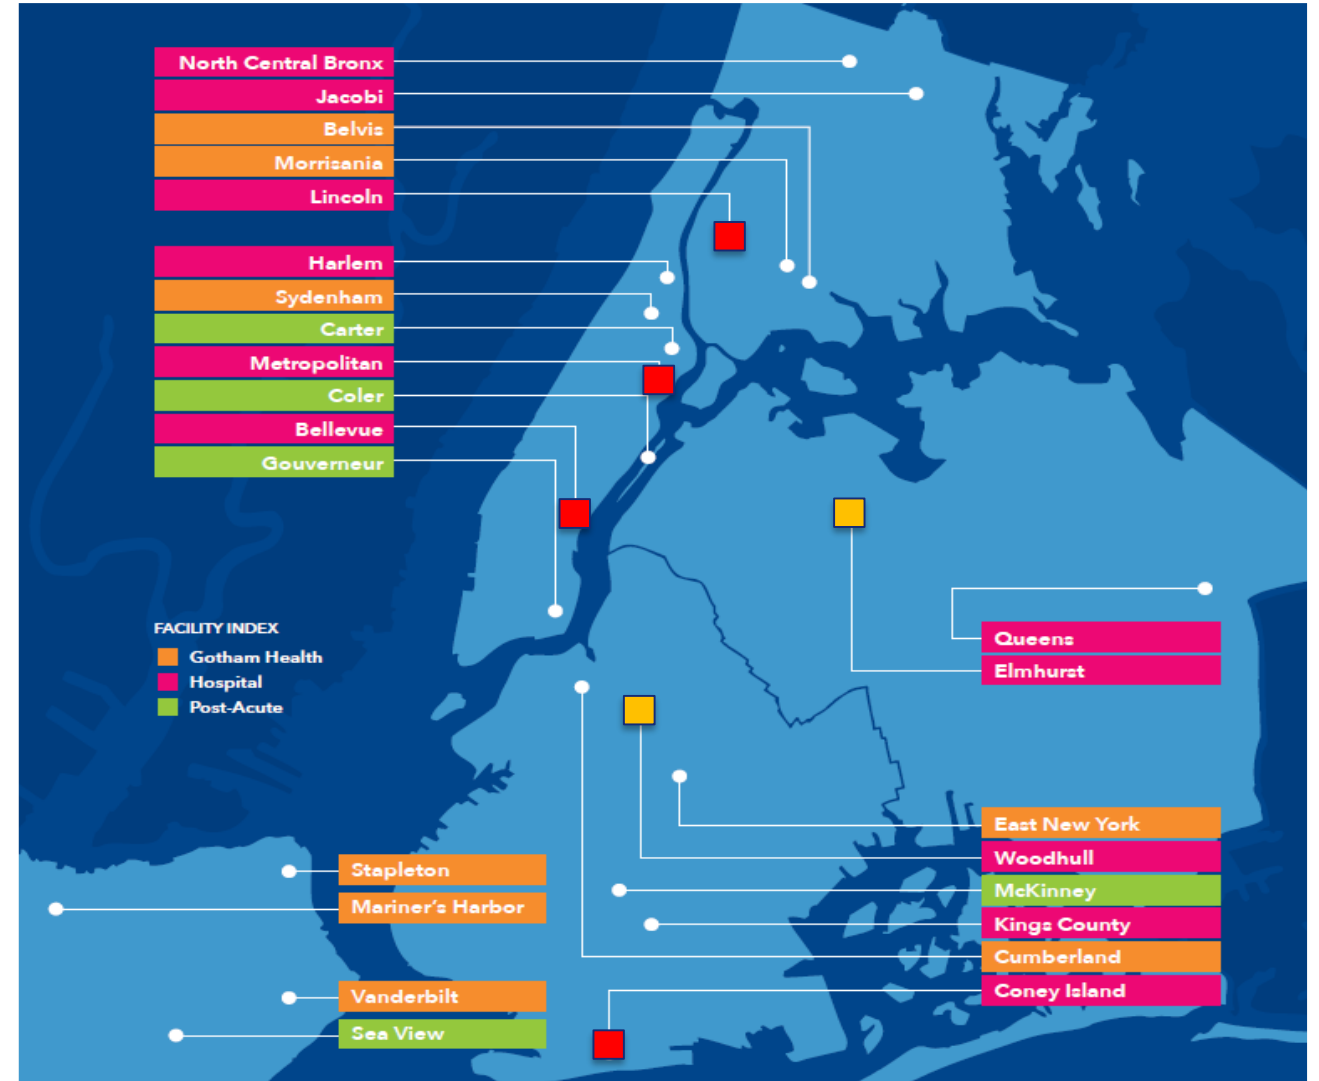 North Central Bronx
Jacobi
Belvis
Morrisania
Lincoln
Harlem
Sydenham
Carter
Metropolitan
Coler
Bellevue
Gouverneur
FACILITY INDEX
Gotham Health
Hospital
Post-Acute
Queens
Elmhurst
East New York
Woodhull
McKinney
Kings County
Cumberland
Coney Island
Stapleton
Mariner's Harbor
Vanderbilt
Sea View